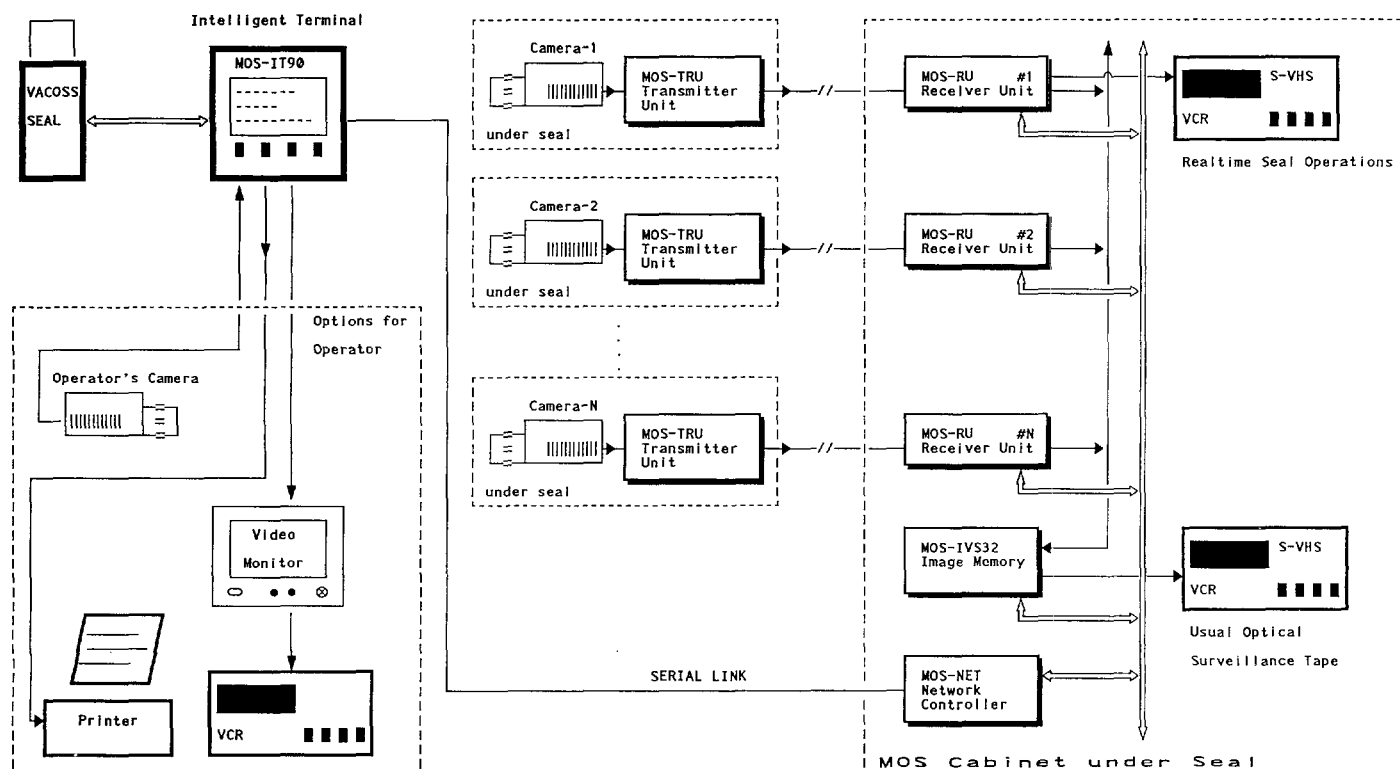 Intelligent Terminal
VACOSS
SEAL
MOS-IT90
Camera-1
MOS-TRU
Transmitter
Unit
under seal
MOS-RU #1
Receiver Unit
S-VHS
VCR
Realtime Seal Operations
Camera-2
MOS-TRU
Transmitter
Unit
under seal
MOS-RU #2
Receiver Unit
Options for
Operator
Operator's Camera
Camera-N
MOS-TRU
Transmitter
Unit
under seal
MOS-RU #N
Receiver Unit
Video
Monitor
MOS-IVS32
Image Memory
S-VHS
VCR
Usual Optical
Surveillance Tape
SERIAL LINK
MOS-NET
Network
Controller
Printer
VCR
MOS Cabinet under Seal